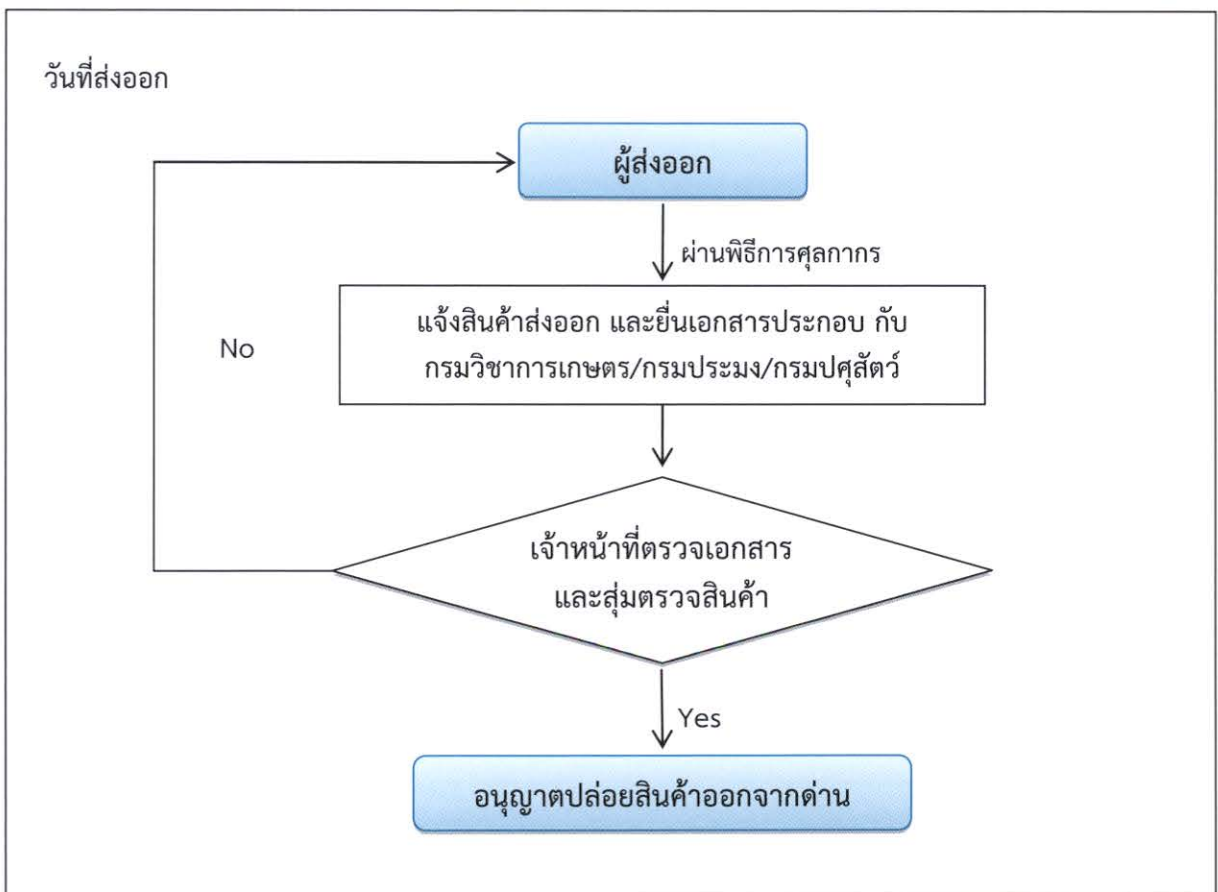 วันที่ส่งออก
ผู้ส่งออก
ผ่านพิธีการศุลกากร
แจ้งสินค้าส่งออก และยื่นเอกสารประกอบ กับ
กรมวิชาการเกษตร/กรมประมง/กรมปศุสัตว์
No
เจ้าหน้าที่ตรวจเอกสาร
และสุ่มตรวจสินค้า
Yes
อนุญาตปล่อยสินค้าออกจากด่าน